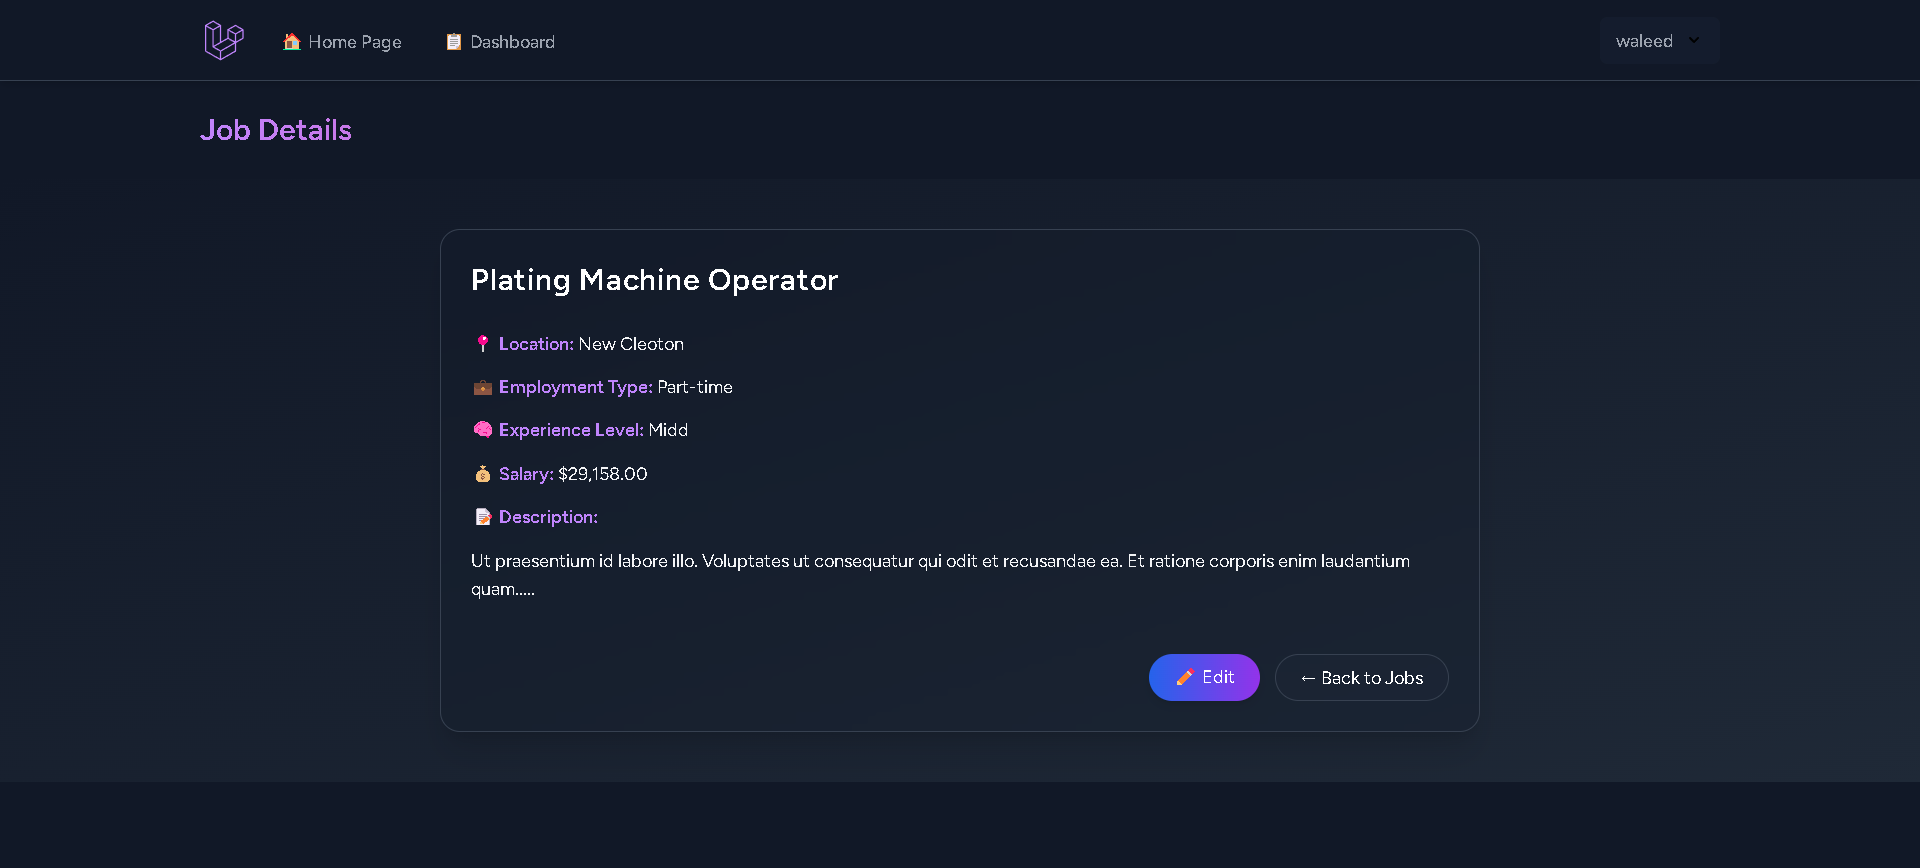 Home Page
Dashboard
waleed
Job Details
Plating Machine Operator
Location: New Cleoton
Employment Type: Part-time
Experience Level: Midd
Salary: $29,158.00
Description:
Ut praesentium id labore illo. Voluptates ut consequatur qui odit et recusandae ea. Et ratione corporis enim laudantium
quam.....
Edit
← Back to Jobs